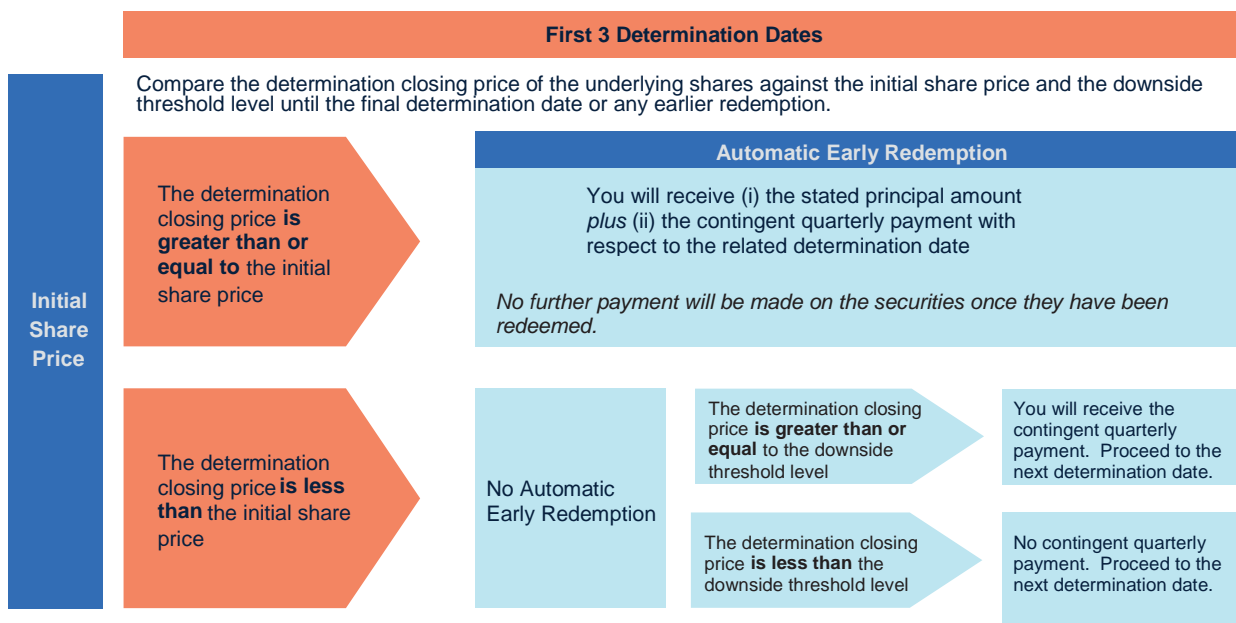 First 3 Determination Dates
Compare the determination closing price of the underlying shares against the initial share price and the downside
threshold level until the final determination date or any earlier redemption.
Initial
Share
Price
The determination
closing price is
greater than or
equal to the initial
share price
Automatic Early Redemption
You will receive (i) the stated principal amount
plus (ii) the contingent quarterly payment with
respect to the related determination date
No further payment will be made on the securities once they have been
redeemed.
The determination
closing price is less
than the initial share
price
No Automatic
Early Redemption
The determination closing
price is greater than or
equal to the downside
threshold level
You will receive the
contingent quarterly
payment. Proceed to the
next determination date.
The determination closing
price is less than the
downside threshold level
No contingent quarterly
payment. Proceed to the
next determination date.